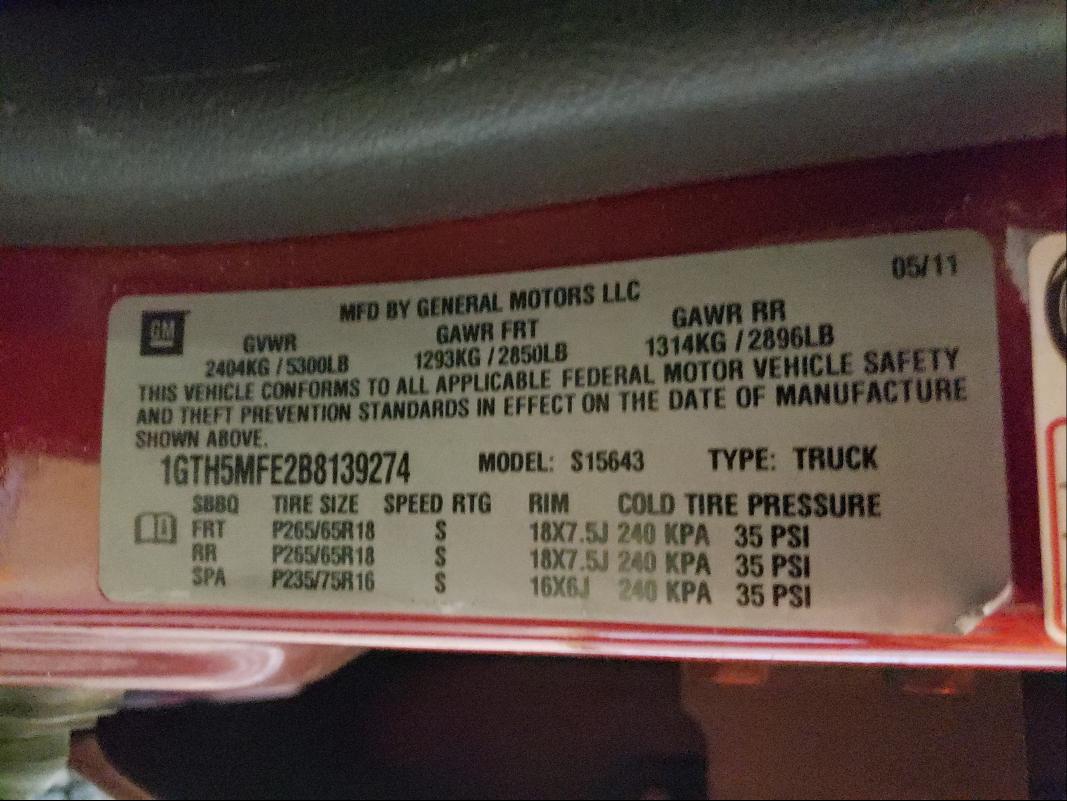 05/11
GM
MFD BY GENERAL MOTORS LLC
GVWR GAWR FRT GAWR RR
2404KG / 5300LB 1293KG / 2850LB 1314KG / 2896LB
THIS VEHICLE CONFORMS TO ALL APPLICABLE FEDERAL MOTOR VEHICLE SAFETY
AND THEFT PREVENTION STANDARDS IN EFFECT ON THE DATE OF MANUFACTURE
SHOWN ABOVE.
1GTH5MFE2B8139274 MODEL: S15643 TYPE: TRUCK
SBBQ TIRE SIZE SPEED RTG RIM COLD TIRE PRESSURE
FRT P265/65R18 S 18X7.5J 240 KPA 35 PSI
RR P265/65R18 S 18X7.5J 240 KPA 35 PSI
SPA P235/75R16 S 16X6J 240 KPA 35 PSI